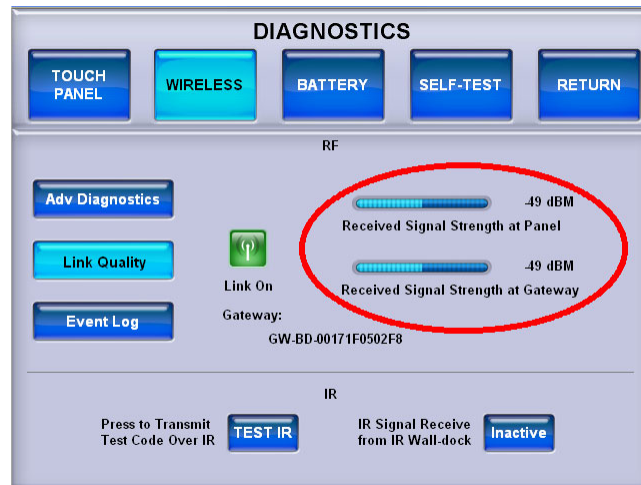 DIAGNOSTICS
TOUCH
PANEL
WIRELESS
BATTERY
SELF-TEST
RETURN
RF
Adv Diagnostics
-49 dBM
Received Signal Strength at Panel
Link Quality
-49 dBM
Link On
Received Signal Strength at Gateway
Event Log
Gateway:
GW-BD-00171F0502F8
IR
Press to Transmit
Test Code Over IR
TEST IR
IR Signal Receive
from IR Wall-dock
Inactive